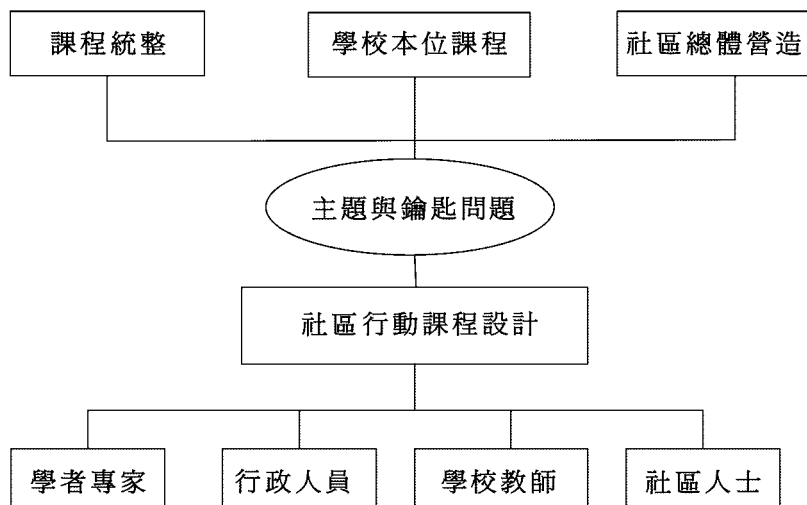 課程統整
學校本位課程
社區總體營造
主題與鑰匙問題
社區行動課程設計
學者專家
行政人員
學校教師
社區人士